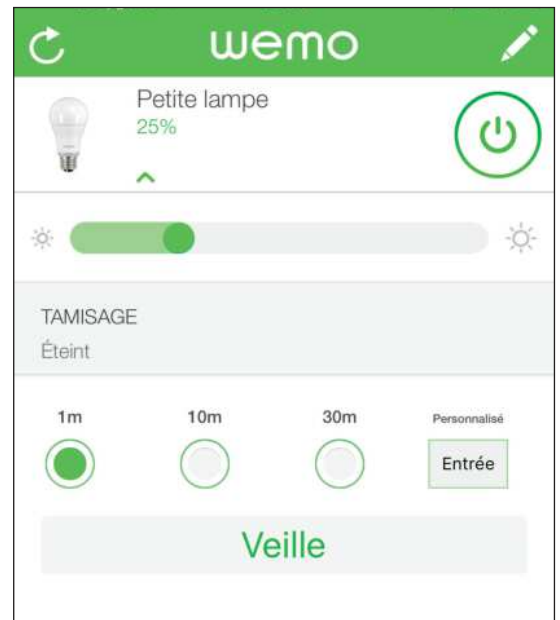 wemo
Petite lampe
25%
TAMISAGE
Éteint
1m 10m 30m Personnalisé
Entrée
Veille